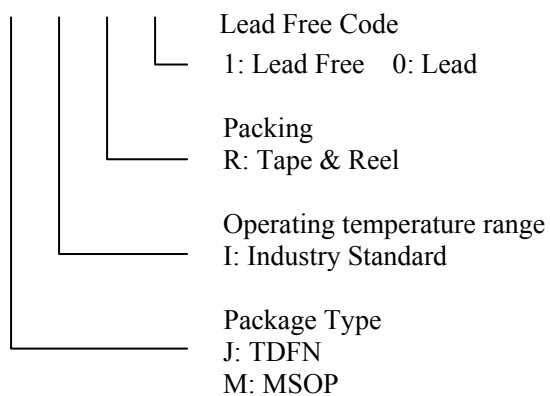 Lead Free Code
1: Lead Free 0: Lead
Packing
R: Tape & Reel
Operating temperature range
I: Industry Standard
Package Type
J: TDFN
M: MSOP